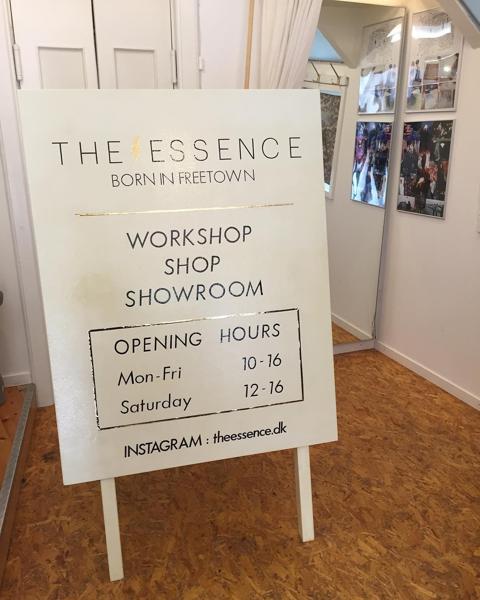 THE ESSENCE
BORN IN FREETOWN
WORKSHOP
SHOP
SHOWROOM
OPENING HOURS
Mon-Fri 10-16
Saturday 12-16
INSTAGRAM : theessence.dk